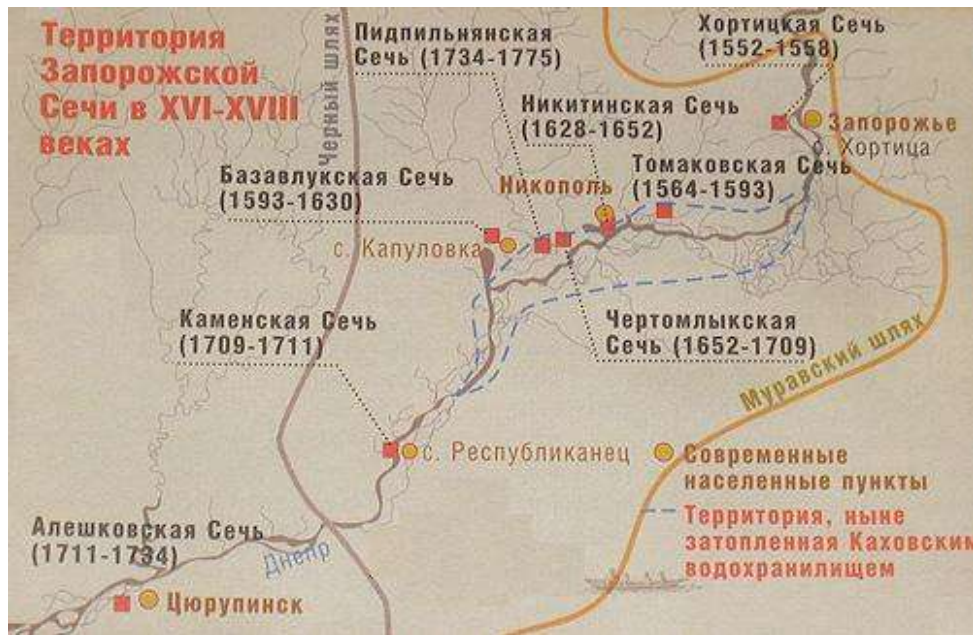 Территория
Запорожской
Сечи в XVI-XVIII
веках
Черный шлях
Пидпильнянская
Сечь (1734-1775)
Хортицкая Сечь
(1552-1558)
Никитинская Сечь
(1628-1652)
Запорожье
о. Хортица
Базавлукская Сечь
(1593-1630)
Никополь
Томаковская Сечь
(1564-1593)
с. Капуловка
Каменская Сечь
(1709-1711)
Чертомлыкская
Сечь (1652-1709)
Муравский шлях
с. Республиканец
Современные
населенные пункты
Алешковская Сечь
(1711-1734)
Днепр
Территория, ныне
затопленная Каховским
водохранилищем
Цюрупинск